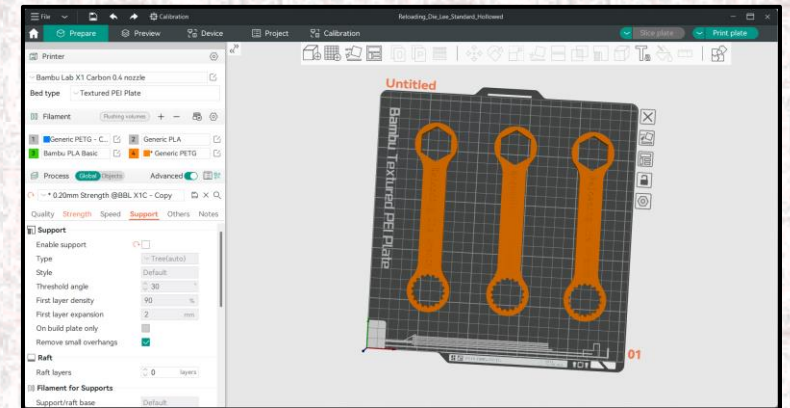 File
Calibration
Reloading_Die_Lee_Standard_Hollowed
Prepare
Preview
Device
Project
Calibration
Slice plate
Print plate
Printer
Bambu Lab X1 Carbon 0.4 nozzle
Bed type
Textured PEI Plate
Filament
Flushing volumes
1
Generic PETG - C...
2
Generic PLA
3
Bambu PLA Basic
4
* Generic PETG
Process
Global
Objects
Advanced
* 0.20mm Strength @BBL X1C - Copy
Quality
Strength
Speed
Support
Others
Notes
Support
Enable support
Type
Tree(auto)
Style
Default
Threshold angle
30
°
First layer density
90
%
First layer expansion
2
mm
On build plate only
Remove small overhangs
Raft
Raft layers
0
layers
Filament for Supports
Support/raft base
Default
Untitled
Bambu Textured PEI Plate
01